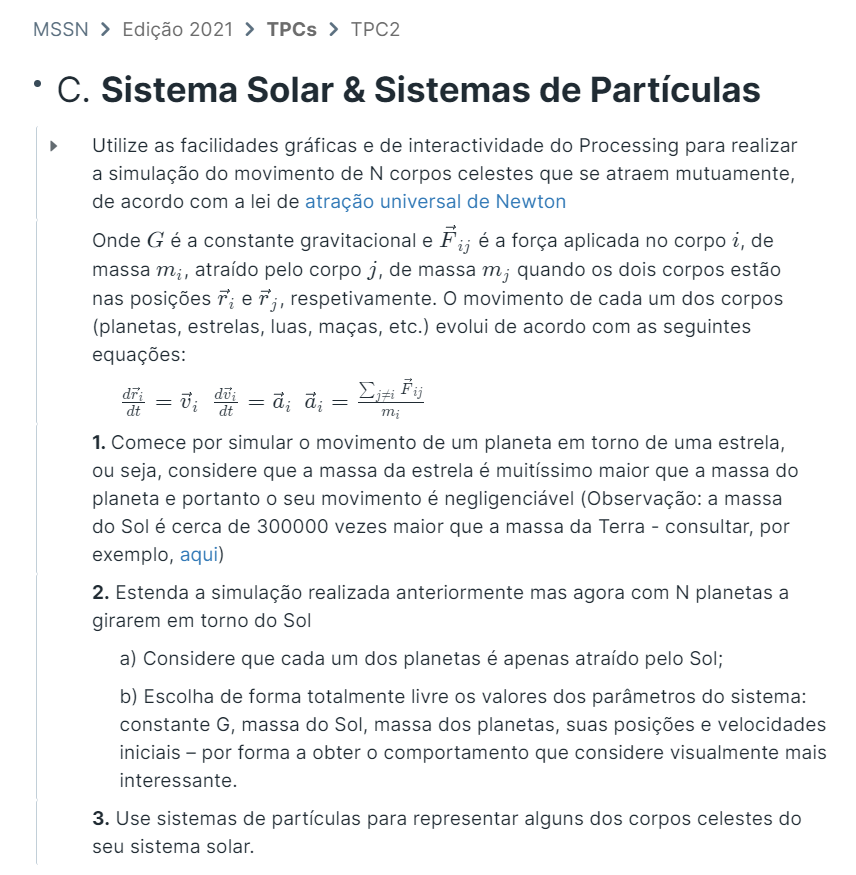 MSSN > Edição 2021 > TPCs > TPC2
• C. Sistema Solar & Sistemas de Partículas
Utilize as facilidades gráficas e de interactividade do Processing para realizar
a simulação do movimento de N corpos celestes que se atraem mutuamente,
de acordo com a lei de atração universal de Newton
Onde $G$ é a constante gravitacional e $\vec{F}_{ij}$ é a força aplicada no corpo $i$, de
massa $m_i$, atraído pelo corpo $j$, de massa $m_j$ quando os dois corpos estão
nas posições $\vec{r}_i$ e $\vec{r}_j$, respetivamente. O movimento de cada um dos corpos
(planetas, estrelas, luas, maças, etc.) evolui de acordo com as seguintes
equações:
$\frac{d\vec{r}_i}{dt} = \vec{v}_i \;\; \frac{d\vec{v}_i}{dt} = \vec{a}_i \;\; \vec{a}_i = \frac{\sum_{j \neq i} \vec{F}_{ij}}{m_i}$
1. Comece por simular o movimento de um planeta em torno de uma estrela,
ou seja, considere que a massa da estrela é muitíssimo maior que a massa do
planeta e portanto o seu movimento é negligenciável (Observação: a massa
do Sol é cerca de 300000 vezes maior que a massa da Terra - consultar, por
exemplo, aqui)
2. Estenda a simulação realizada anteriormente mas agora com N planetas a
girarem em torno do Sol
a) Considere que cada um dos planetas é apenas atraído pelo Sol;
b) Escolha de forma totalmente livre os valores dos parâmetros do sistema:
constante G, massa do Sol, massa dos planetas, suas posições e velocidades
iniciais – por forma a obter o comportamento que considere visualmente mais
interessante.
3. Use sistemas de partículas para representar alguns dos corpos celestes do
seu sistema solar.